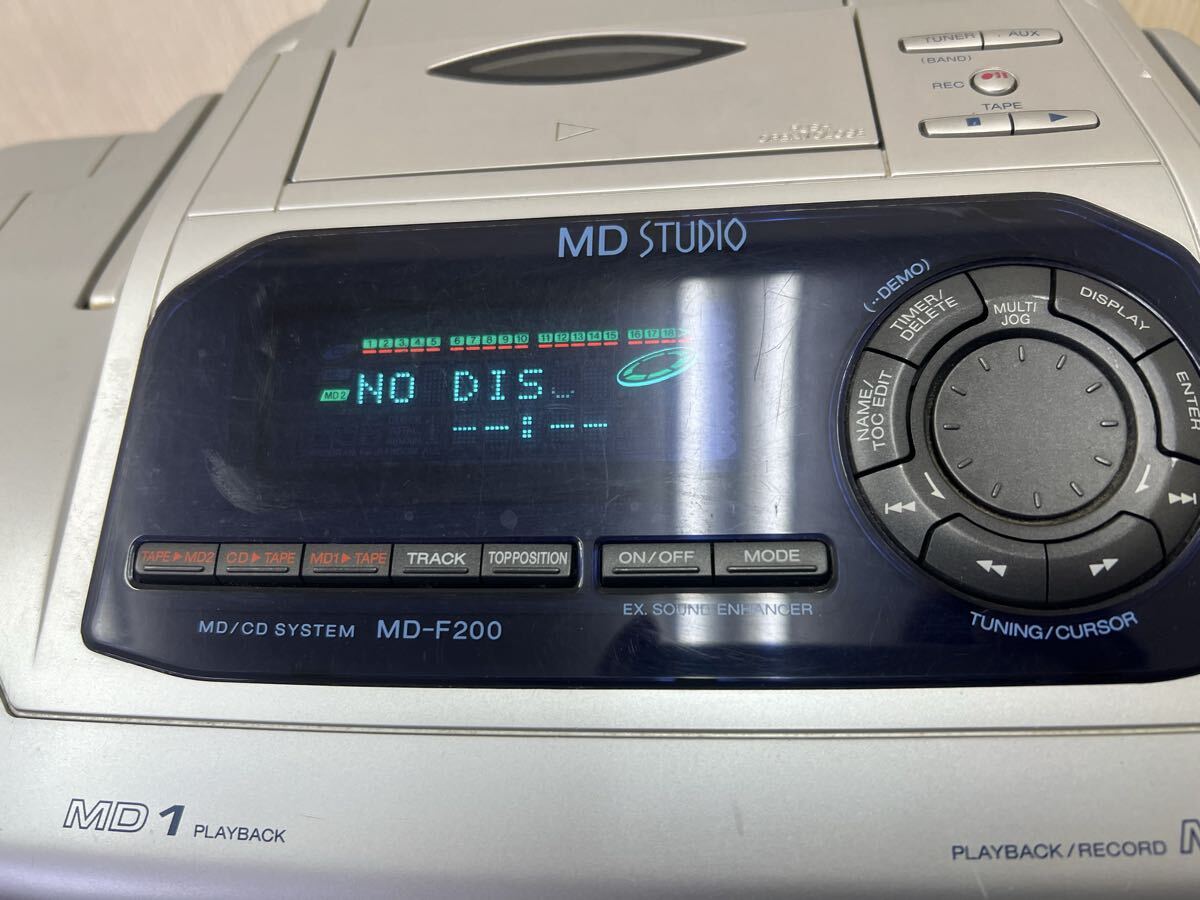 TUNER AUX
(BAND)
REC
TAPE
DISC
OPEN/CLOSE
MD STUDIO
(··DEMO)
TIMER/
DELETE
MULTI
JOG
DISPLAY
NAME/
TOC EDIT
ENTER
1 2 3 4 5 6 7 8 9 10 11 12 13 14 15 16 17 18
MD2 NO DIS
--:--
TAPE▶MD2 CD▶TAPE MD1▶TAPE TRACK TOPPOSITION
ON/OFF MODE
EX. SOUND ENHANCER
TUNING/CURSOR
MD/CD SYSTEM MD-F200
MD 1 PLAYBACK
PLAYBACK/RECORD